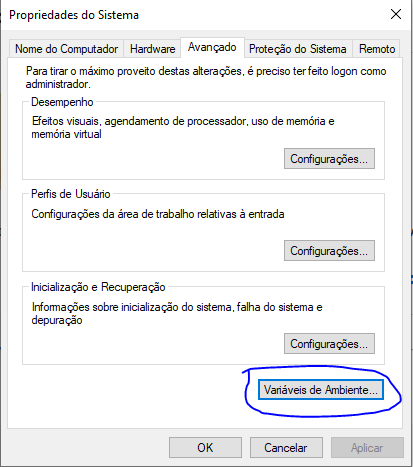 Propriedades do Sistema
Nome do Computador Hardware Avançado Proteção do Sistema Remoto
Para tirar o máximo proveito destas alterações, é preciso ter feito logon como
administrador.
Desempenho
Efeitos visuais, agendamento de processador, uso de memória e
memória virtual
Configurações...
Perfis de Usuário
Configurações da área de trabalho relativas à entrada
Configurações...
Inicialização e Recuperação
Informações sobre inicialização do sistema, falha do sistema e
depuração
Configurações...
Variáveis de Ambiente...
OK Cancelar Aplicar